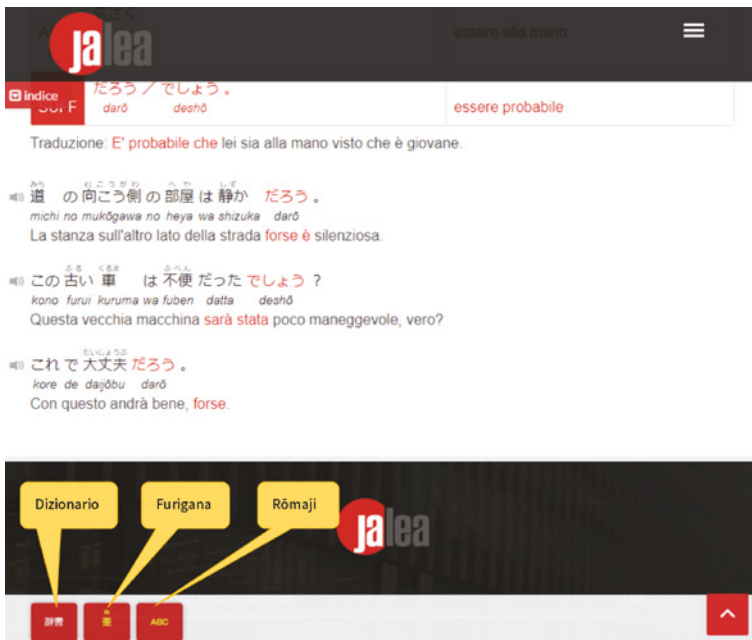 jalea
essere alla mano
indice
だろう / でしょう。
darō deshō
essere probabile
Traduzione: E' probabile che lei sia alla mano visto che è giovane.
みち むこうがわ へや しず
道 の 向こう側 の 部屋 は 静か だろう 。
michi no mukōgawa no heya wa shizuka darō
La stanza sull'altro lato della strada forse è silenziosa.
ふる くるま ふべん
この 古い 車 は 不便 だった でしょう ?
kono furui kuruma wa fuben datta deshō
Questa vecchia macchina sarà stata poco maneggevole, vero?
だいじょうぶ
これ で 大丈夫 だろう 。
kore de daijōbu darō
Con questo andrà bene, forse.
Dizionario Furigana Rōmaji
jalea
辞書 ABC